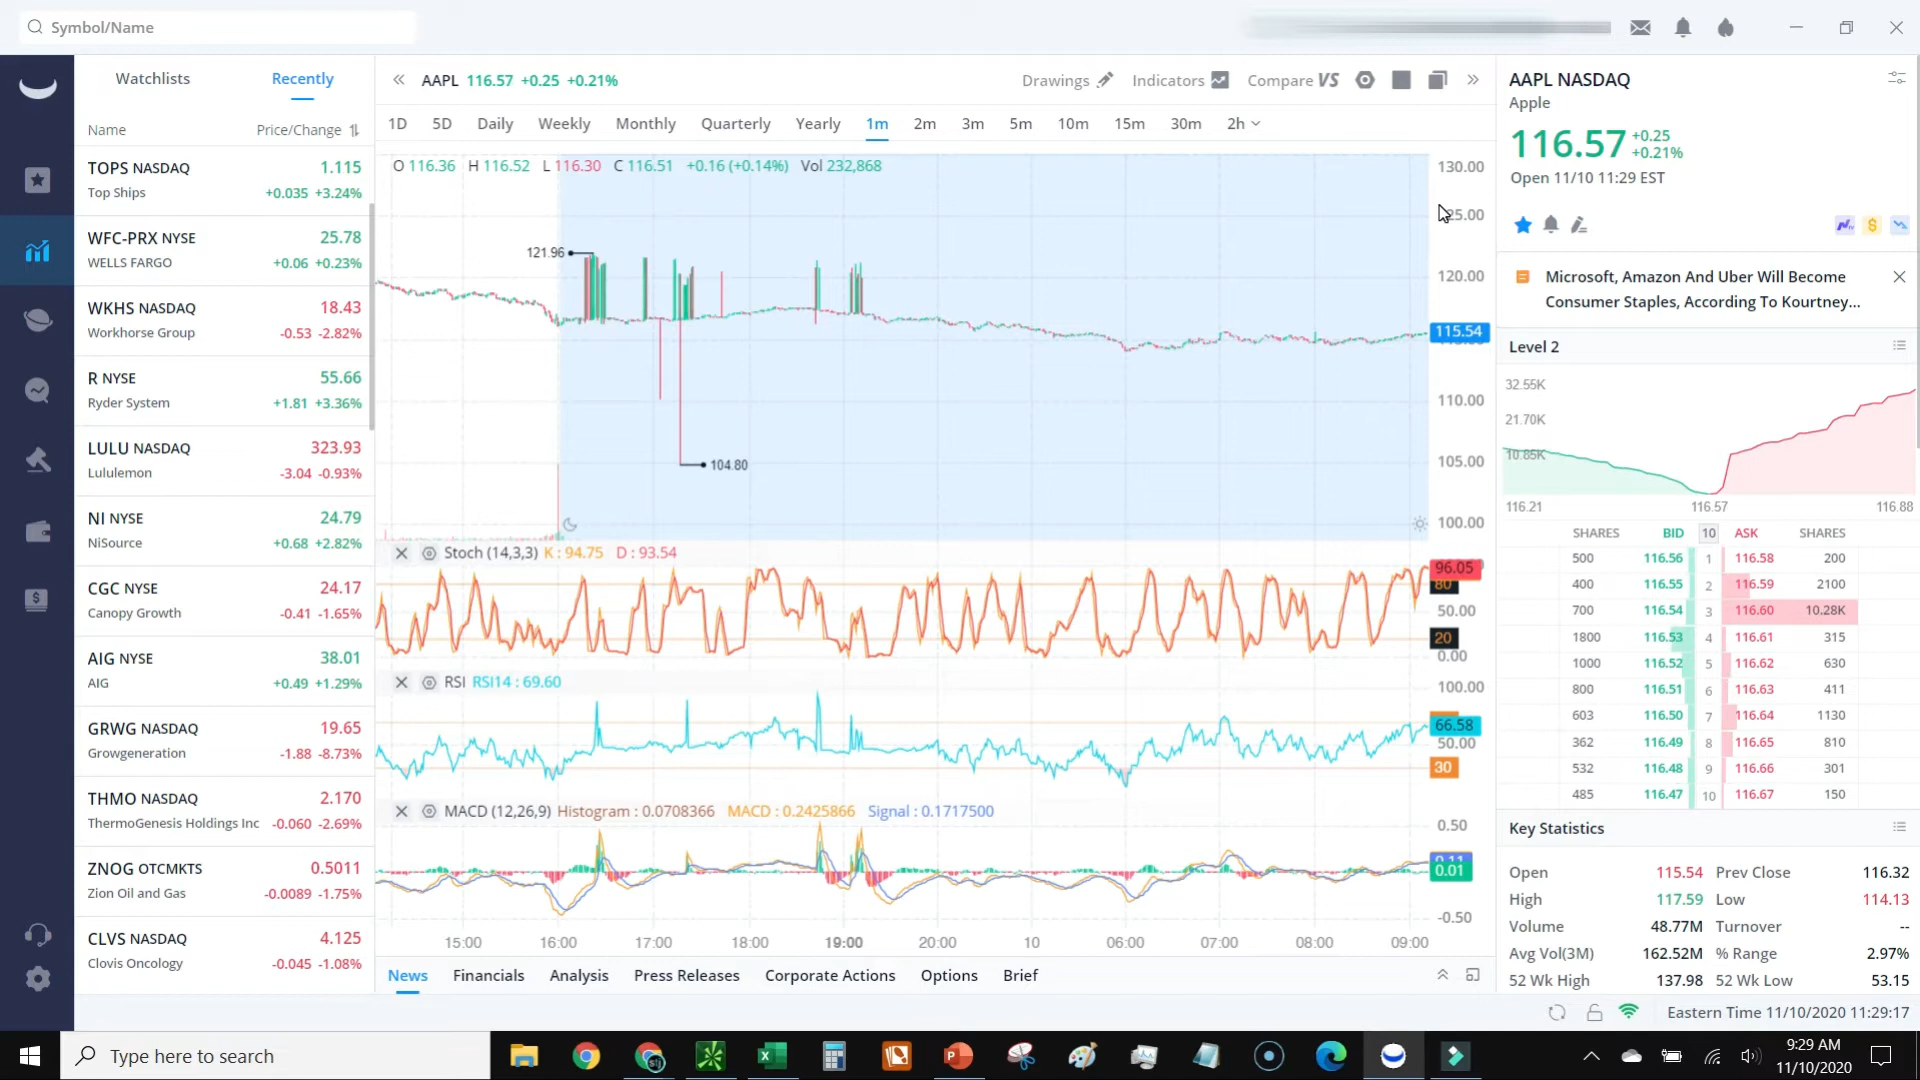 Symbol/Name
Watchlists
Recently
Name
Price/Change
TOPS NASDAQ 1.115
Top Ships +0.035 +3.24%
WFC-PRX NYSE 25.78
WELLS FARGO +0.06 +0.23%
WKHS NASDAQ 18.43
Workhorse Group -0.53 -2.82%
R NYSE 55.66
Ryder System +1.81 +3.36%
LULU NASDAQ 323.93
Lululemon -3.04 -0.93%
NI NYSE 24.79
NiSource +0.68 +2.82%
CGC NYSE 24.17
Canopy Growth -0.41 -1.65%
AIG NYSE 38.01
AIG +0.49 +1.29%
GRWG NASDAQ 19.65
Growgeneration -1.88 -8.73%
THMO NASDAQ 2.170
ThermoGenesis Holdings Inc -0.060 -2.69%
ZNOG OTCMKTS 0.5011
Zion Oil and Gas -0.0089 -1.75%
CLVS NASDAQ 4.125
Clovis Oncology -0.045 -1.08%
AAPL 116.57 +0.25 +0.21%
Drawings Indicators Compare VS
1D 5D Daily Weekly Monthly Quarterly Yearly 1m 2m 3m 5m 10m 15m 30m 2h
O 116.36 H 116.52 L 116.30 C 116.51 +0.16 (+0.14%) Vol 232,868
130.00
25.00
121.96
120.00
115.54
110.00
104.80
105.00
100.00
Stoch (14,3,3) K : 94.75 D : 93.54
96.05
80
50.00
20
0.00
RSI RSI14 : 69.60
100.00
66.58
50.00
30
MACD (12,26,9) Histogram : 0.0708366 MACD : 0.2425866 Signal : 0.1717500
0.50
0.11
0.01
-0.50
15:00 16:00 17:00 18:00 19:00 20:00 10 06:00 07:00 08:00 09:00
News Financials Analysis Press Releases Corporate Actions Options Brief
AAPL NASDAQ
Apple
116.57 +0.25
+0.21%
Open 11/10 11:29 EST
Microsoft, Amazon And Uber Will Become
Consumer Staples, According To Kourtney...
Level 2
32.55K
21.70K
10.85K
116.21 116.57 116.88
SHARES BID 10 ASK SHARES
500 116.56 1 116.58 200
400 116.55 2 116.59 2100
700 116.54 3 116.60 10.28K
1800 116.53 4 116.61 315
1000 116.52 5 116.62 630
800 116.51 6 116.63 411
603 116.50 7 116.64 1130
362 116.49 8 116.65 810
532 116.48 9 116.66 301
485 116.47 10 116.67 150
Key Statistics
Open 115.54 Prev Close 116.32
High 117.59 Low 114.13
Volume 48.77M Turnover --
Avg Vol(3M) 162.52M % Range 2.97%
52 Wk High 137.98 52 Wk Low 53.15
Eastern Time 11/10/2020 11:29:17
Type here to search
9:29 AM
11/10/2020